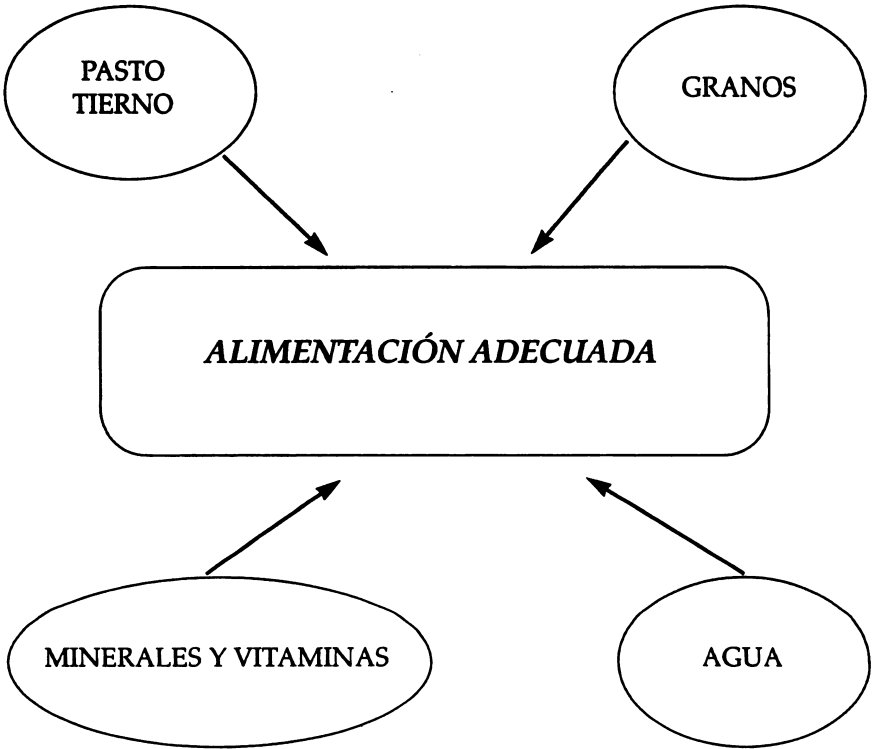 PASTO
TIERNO
GRANOS
ALIMENTACIÓN ADECUADA
MINERALES Y VITAMINAS
AGUA